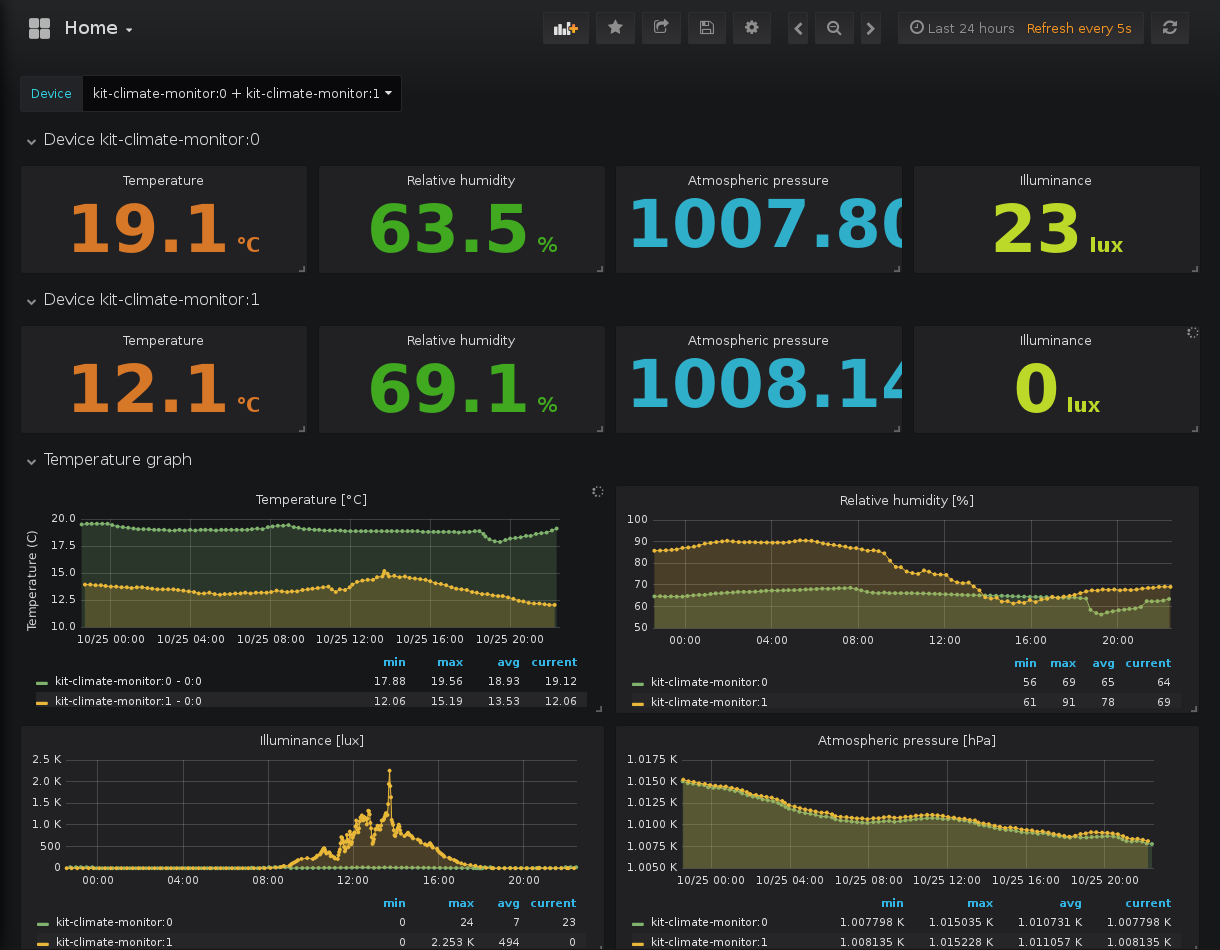 Home
Last 24 hours Refresh every 5s
Device kit-climate-monitor:0 + kit-climate-monitor:1
Device kit-climate-monitor:0
Temperature Relative humidity Atmospheric pressure Illuminance
19.1 °C 63.5 % 1007.80 23 lux
Device kit-climate-monitor:1
Temperature Relative humidity Atmospheric pressure Illuminance
12.1 °C 69.1 % 1008.14 0 lux
Temperature graph
Temperature [°C]
Temperature (C)
20.0
17.5
15.0
12.5
10.0
10/25 00:00 10/25 04:00 10/25 08:00 10/25 12:00 10/25 16:00 10/25 20:00
min max avg current
kit-climate-monitor:0 - 0:0 17.88 19.56 18.93 19.12
kit-climate-monitor:1 - 0:0 12.06 15.19 13.53 12.06
Relative humidity [%]
100
90
80
70
60
50
00:00 04:00 08:00 12:00 16:00 20:00
min max avg current
kit-climate-monitor:0 56 69 65 64
kit-climate-monitor:1 61 91 78 69
Illuminance [lux]
2.5 K
2.0 K
1.5 K
1.0 K
500
0
00:00 04:00 08:00 12:00 16:00 20:00
min max avg current
kit-climate-monitor:0 0 24 7 23
kit-climate-monitor:1 0 2.253 K 494 0
Atmospheric pressure [hPa]
1.0175 K
1.0150 K
1.0125 K
1.0100 K
1.0075 K
1.0050 K
10/25 00:00 10/25 04:00 10/25 08:00 10/25 12:00 10/25 16:00 10/25 20:00
min max avg current
kit-climate-monitor:0 1.007798 K 1.015035 K 1.010731 K 1.007798 K
kit-climate-monitor:1 1.008135 K 1.015228 K 1.011057 K 1.008135 K